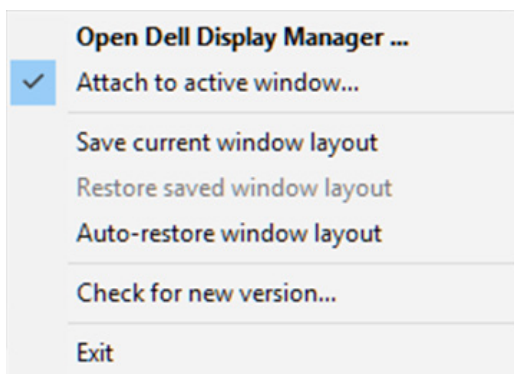 Open Dell Display Manager ...
Attach to active window...
Save current window layout
Restore saved window layout
Auto-restore window layout
Check for new version...
Exit